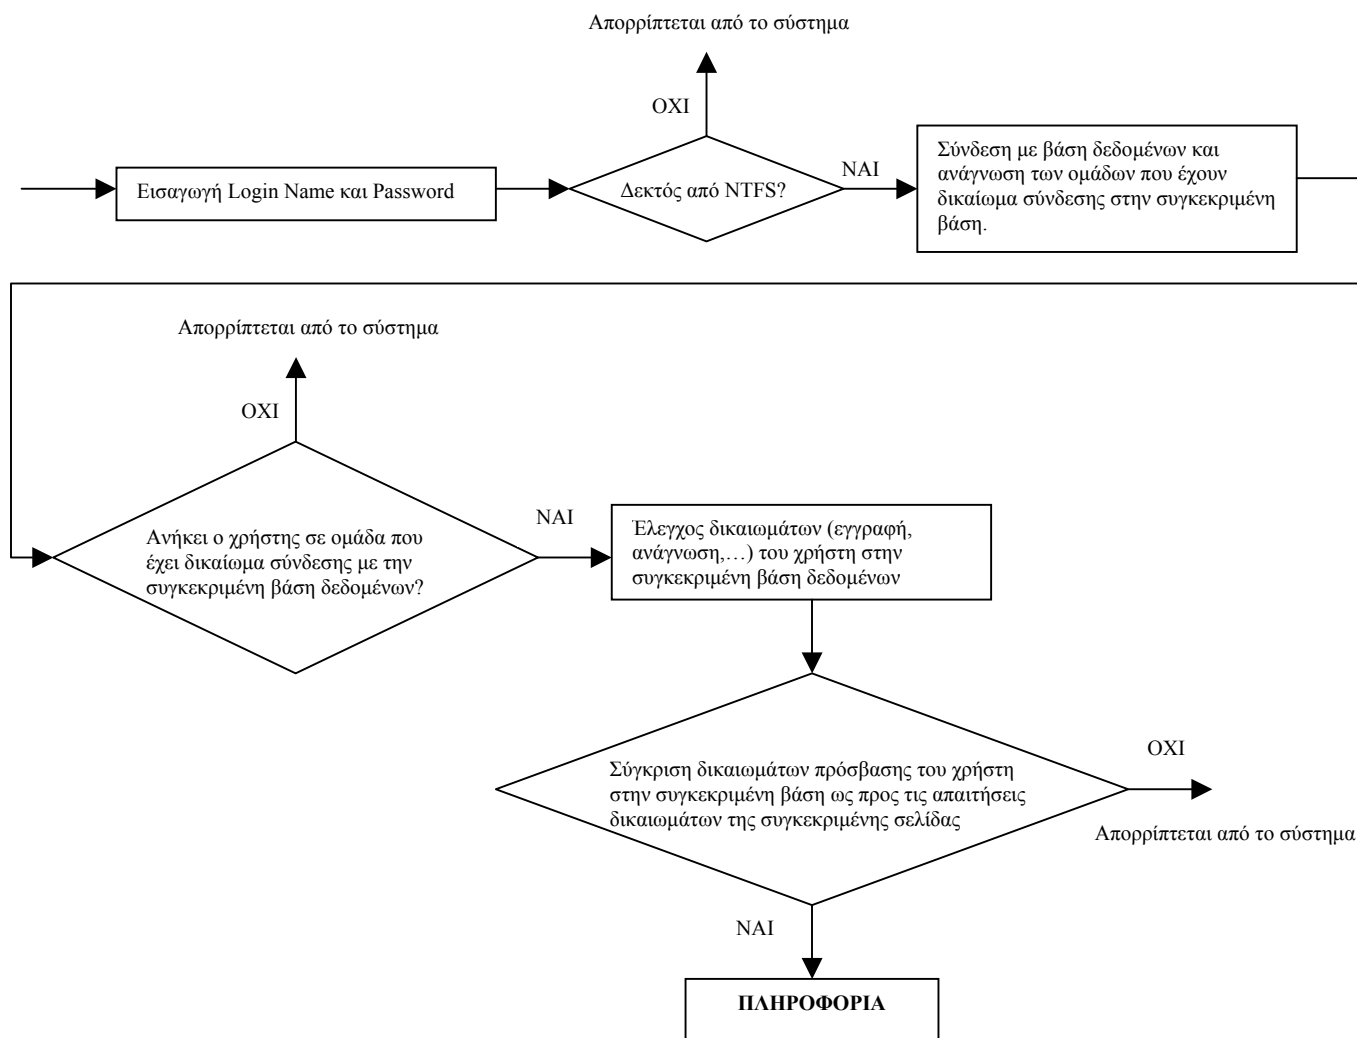 Απορρίπτεται από το σύστημα
ΟΧΙ
Εισαγωγή Login Name και Password
Δεκτός από NTFS?
ΝΑΙ
Σύνδεση με βάση δεδομένων και
ανάγνωση των ομάδων που έχουν
δικαίωμα σύνδεσης στην συγκεκριμένη
βάση.
Απορρίπτεται από το σύστημα
ΟΧΙ
Ανήκει ο χρήστης σε ομάδα που
έχει δικαίωμα σύνδεσης με την
συγκεκριμένη βάση δεδομένων?
ΝΑΙ
Έλεγχος δικαιωμάτων (εγγραφή,
ανάγνωση,…) του χρήστη στην
συγκεκριμένη βάση δεδομένων
Σύγκριση δικαιωμάτων πρόσβασης του χρήστη
στην συγκεκριμένη βάση ως προς τις απαιτήσεις
δικαιωμάτων της συγκεκριμένης σελίδας
ΟΧΙ
Απορρίπτεται από το σύστημα
ΝΑΙ
ΠΛΗΡΟΦΟΡΙΑ